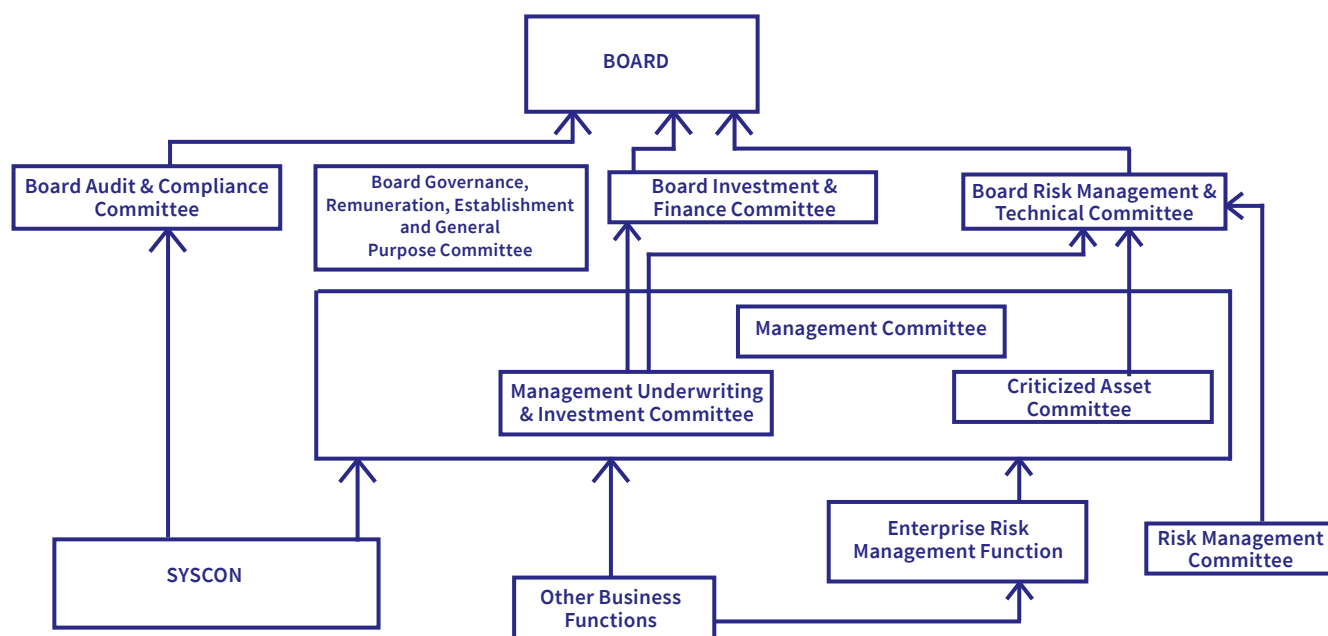 BOARD
Board Audit & Compliance
Committee
Board Governance,
Remuneration, Establishment
and General
Purpose Committee
Board Investment &
Finance Committee
Board Risk Management &
Technical Committee
Management Committee
Management Underwriting
& Investment Committee
Criticized Asset
Committee
SYSCON
Other Business
Functions
Enterprise Risk
Management Function
Risk Management
Committee